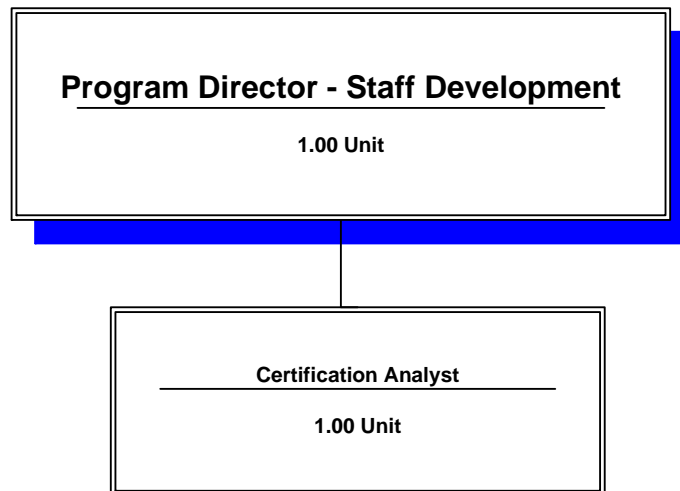 Program Director - Staff Development
1.00 Unit
Certification Analyst
1.00 Unit